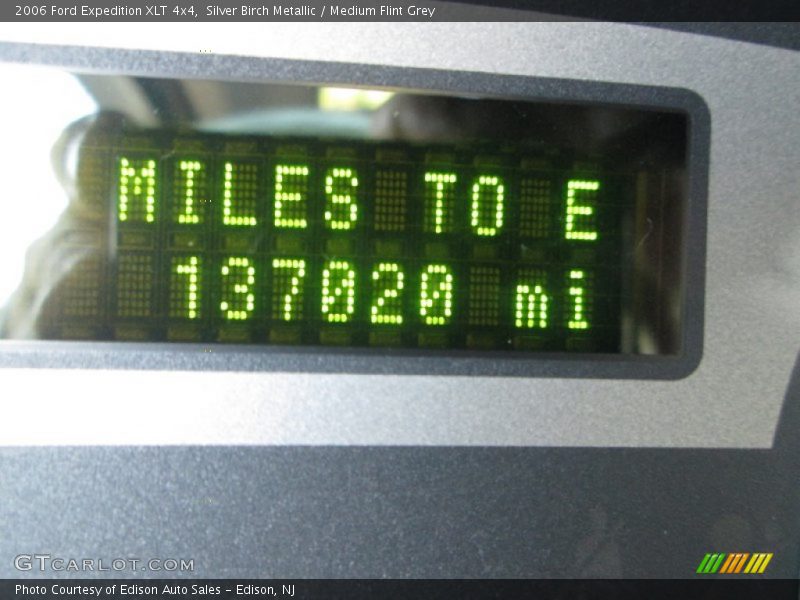 2006 Ford Expedition XLT 4x4, Silver Birch Metallic / Medium Flint Grey
MILES TO E
137020 mi
GTCARLOT.COM
Photo Courtesy of Edison Auto Sales - Edison, NJ